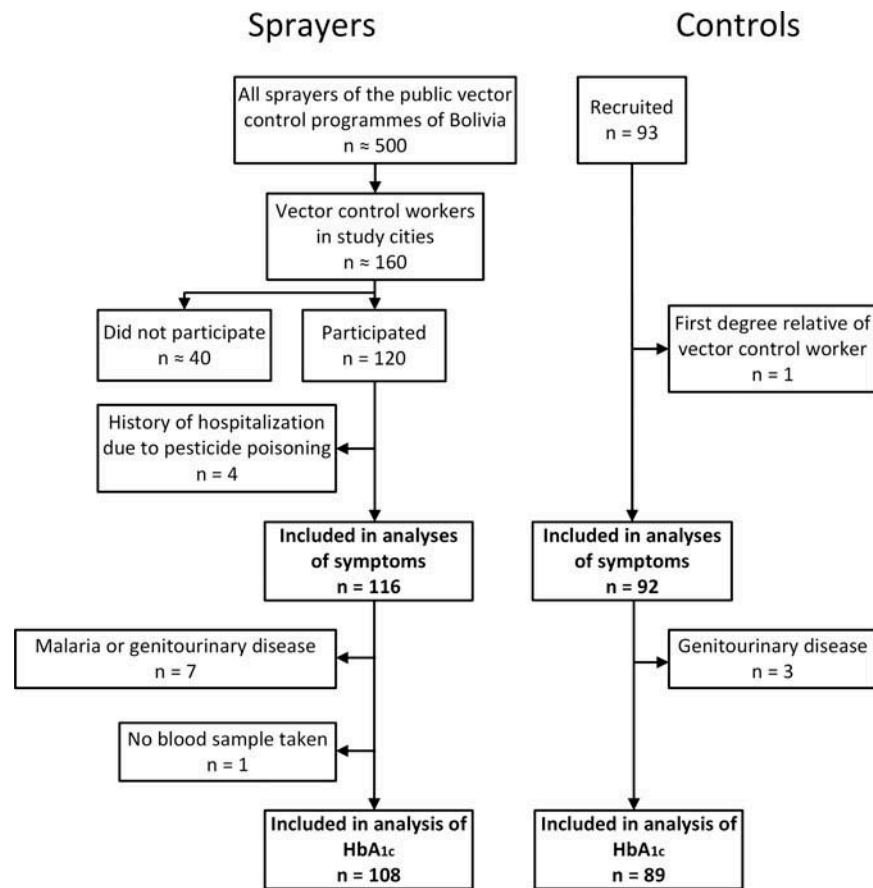 Sprayers
Controls
All sprayers of the public vector
control programmes of Bolivia
n ≈ 500
Recruited
n = 93
Vector control workers
in study cities
n ≈ 160
Did not participate
n ≈ 40
Participated
n = 120
First degree relative of
vector control worker
n = 1
History of hospitalization
due to pesticide poisoning
n = 4
Included in analyses
of symptoms
n = 116
Included in analyses
of symptoms
n = 92
Malaria or genitourinary disease
n = 7
Genitourinary disease
n = 3
No blood sample taken
n = 1
Included in analysis of
HbA1c
n = 108
Included in analysis of
HbA1c
n = 89